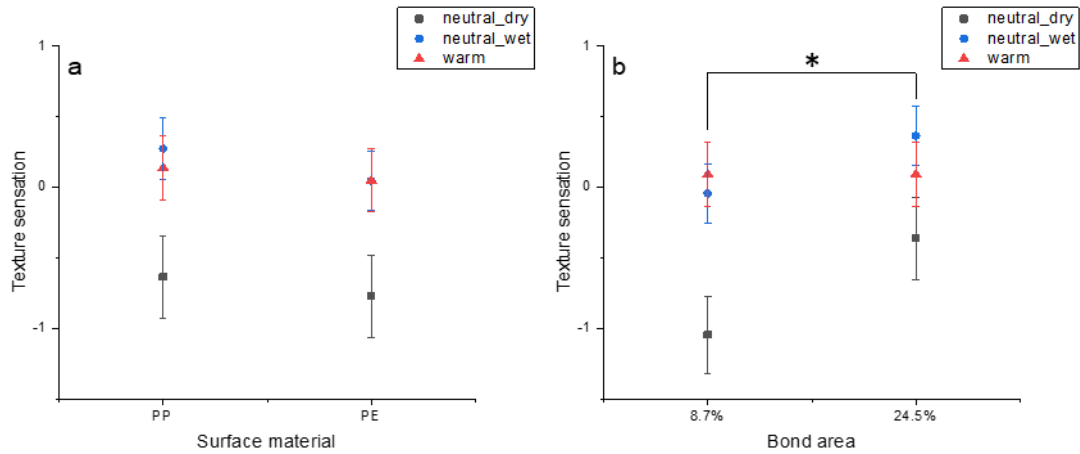 neutral_dry
neutral_wet
warm
a
1
0
-1
Texture sensation
PP
PE
Surface material
neutral_dry
neutral_wet
warm
b
*
1
0
-1
Texture sensation
8.7%
24.5%
Bond area